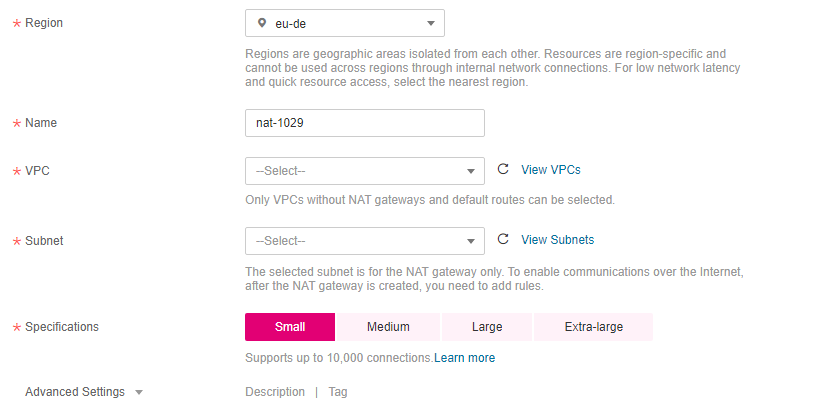 * Region
eu-de
Regions are geographic areas isolated from each other. Resources are region-specific and
cannot be used across regions through internal network connections. For low network latency
and quick resource access, select the nearest region.
* Name
nat-1029
* VPC
--Select--
View VPCs
Only VPCs without NAT gateways and default routes can be selected.
* Subnet
--Select--
View Subnets
The selected subnet is for the NAT gateway only. To enable communications over the Internet,
after the NAT gateway is created, you need to add rules.
* Specifications
Small Medium Large Extra-large
Supports up to 10,000 connections.Learn more
Advanced Settings
Description | Tag